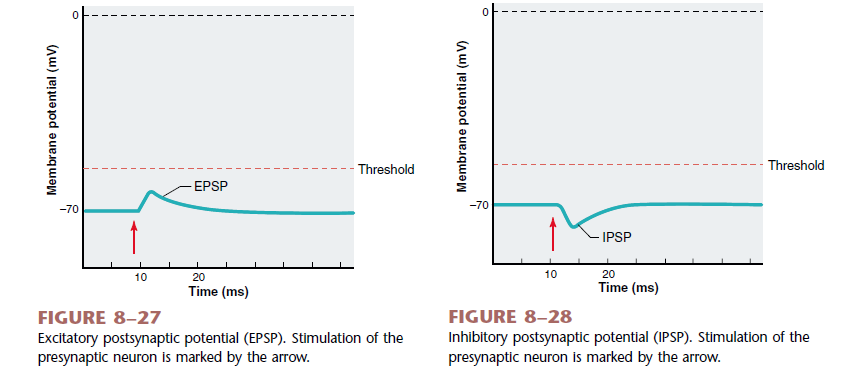 0
Membrane potential (mV)
Threshold
EPSP
–70
10
20
Time (ms)
FIGURE 8–27
Excitatory postsynaptic potential (EPSP). Stimulation of the
presynaptic neuron is marked by the arrow.
0
Membrane potential (mV)
Threshold
–70
IPSP
10
20
Time (ms)
FIGURE 8–28
Inhibitory postsynaptic potential (IPSP). Stimulation of the
presynaptic neuron is marked by the arrow.